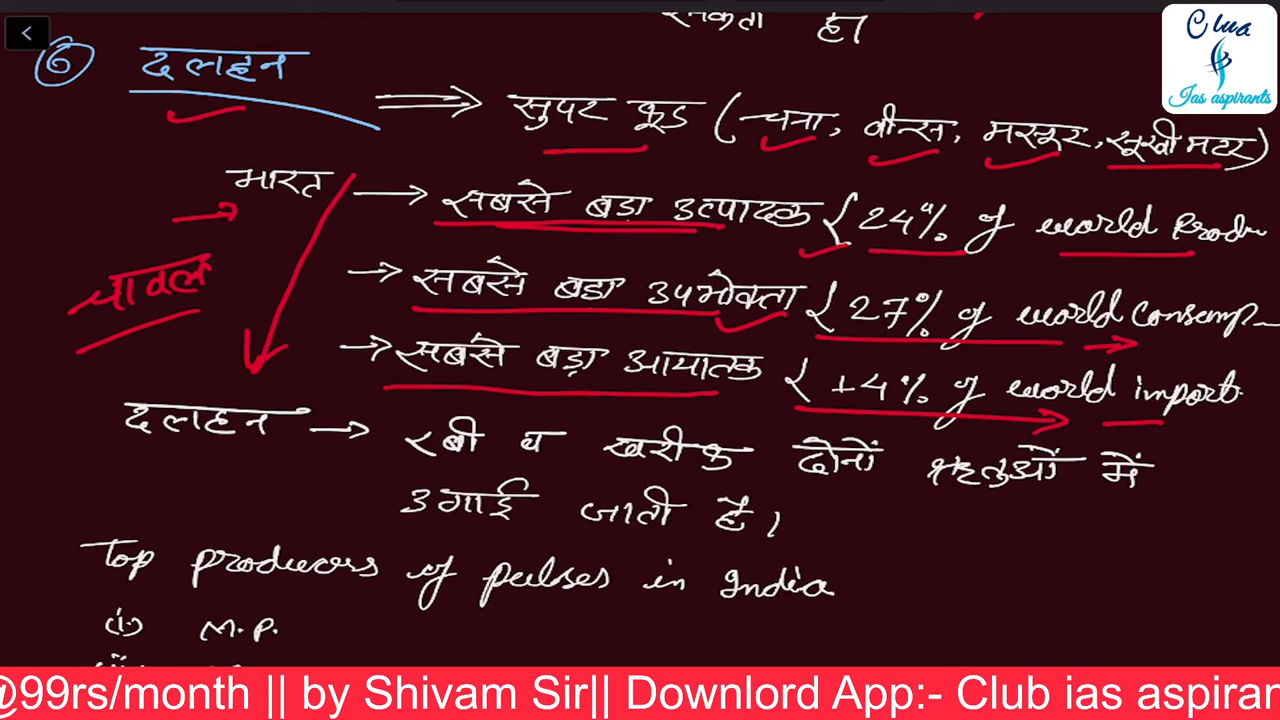 सकता है।
Clua
Ias aspirants
⑥ दलहन
⇒ सुपर फूड (चना, बीन्स, मसूर, सूखी मटर)
भारत → सबसे बड़ा उत्पादक { 24% of world Produ
चावल
→ सबसे बड़ा उपभोक्ता { 27% of world Consemp-
→ सबसे बड़ा आयातक { 14% of world import.
दलहन → रबी व खरीफ दोनों ऋतुओं में
उगाई जाती है।
Top producers of pulses in India
(i) M.P.
@99rs/month || by Shivam Sir|| Downlord App:- Club ias aspiran